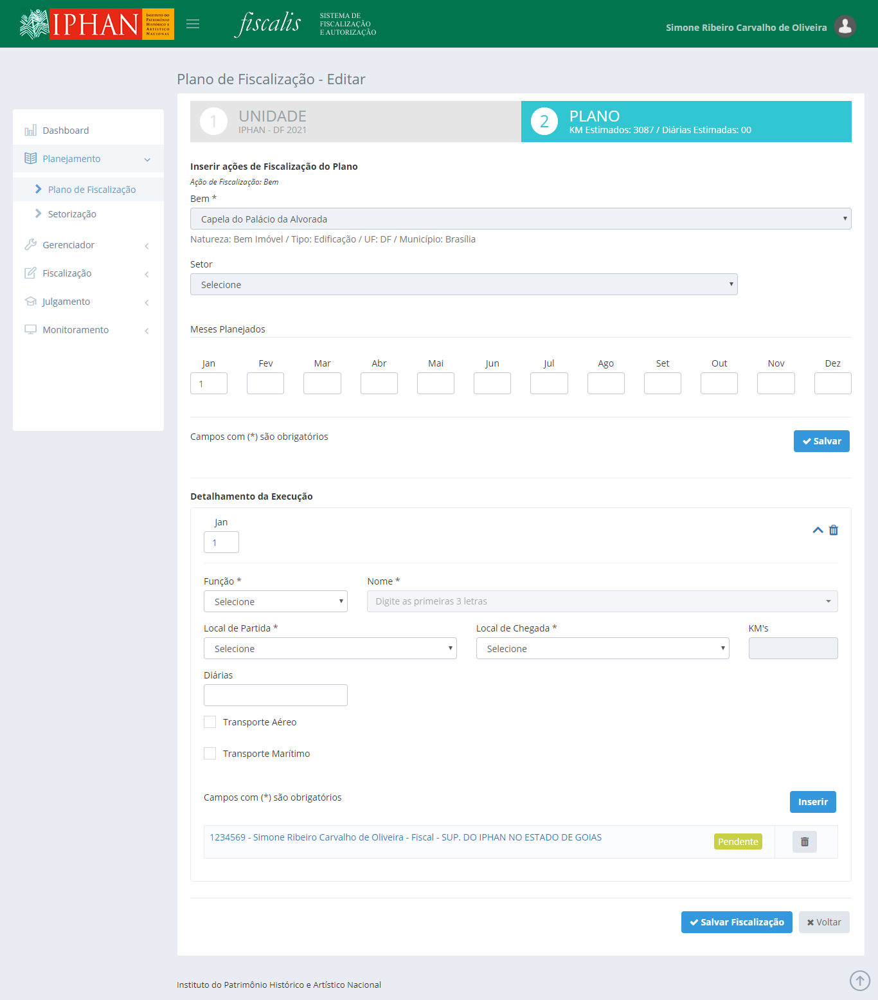 IPHAN
INSTITUTO DO
PATRIMÔNIO
HISTÓRICO E
ARTÍSTICO
NACIONAL
fiscalis
SISTEMA DE
FISCALIZAÇÃO
E AUTORIZAÇÃO
Simone Ribeiro Carvalho de Oliveira
Plano de Fiscalização - Editar
Dashboard
Planejamento
Plano de Fiscalização
Setorização
Gerenciador
Fiscalização
Julgamento
Monitoramento
1
UNIDADE
IPHAN - DF 2021
2
PLANO
KM Estimados: 3087 / Diárias Estimadas: 00
Inserir ações de Fiscalização do Plano
Ação de Fiscalização: Bem
Bem *
Capela do Palácio da Alvorada
Natureza: Bem Imóvel / Tipo: Edificação / UF: DF / Município: Brasília
Setor
Selecione
Meses Planejados
Jan Fev Mar Abr Mai Jun Jul Ago Set Out Nov Dez
1
Campos com (*) são obrigatórios
Salvar
Detalhamento da Execução
Jan
1
Função * Nome *
Selecione Digite as primeiras 3 letras
Local de Partida * Local de Chegada * KM's
Selecione Selecione
Diárias
Transporte Aéreo
Transporte Marítimo
Campos com (*) são obrigatórios
Inserir
1234569 - Simone Ribeiro Carvalho de Oliveira - Fiscal - SUP. DO IPHAN NO ESTADO DE GOIAS
Pendente
Salvar Fiscalização Voltar
Instituto do Patrimônio Histórico e Artístico Nacional